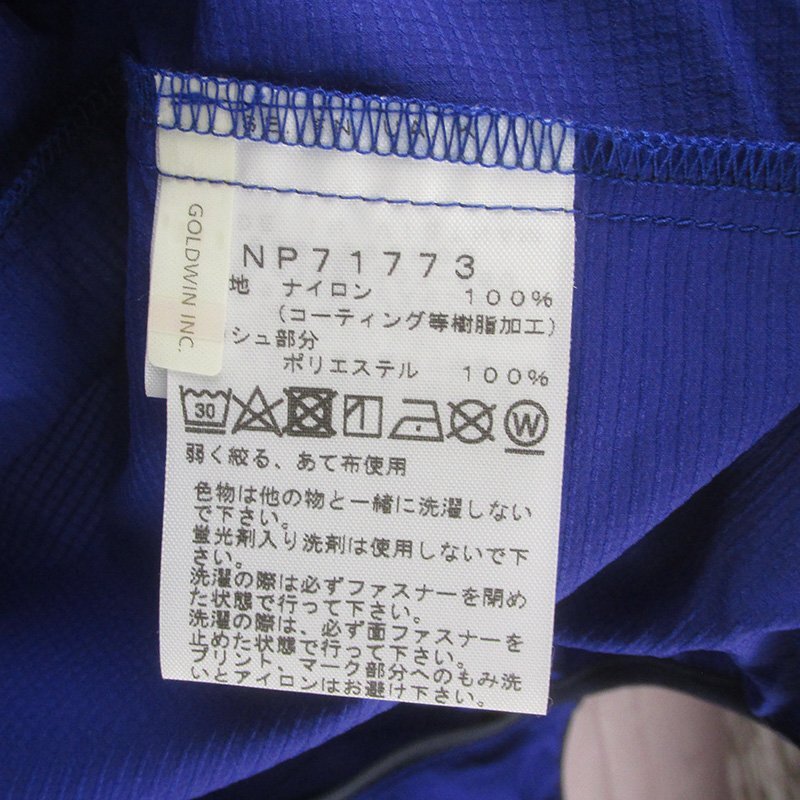 GOLDWIN INC.
NP71773
地 ナイロン 100%
(コーティング等樹脂加工)
シュ部分
ポリエステル 100%
30
W
弱く絞る、あて布使用
色物は他の物と一緒に洗濯しない
で下さい。
蛍光剤入り洗剤は使用しないで下
さい。
洗濯の際は必ずファスナーを閉め
た状態で行って下さい。
洗濯の際は、必ず面ファスナーを
止めた状態で行って下さい。
プリント、マーク部分へのもみ洗
いとアイロンはお避け下さい。